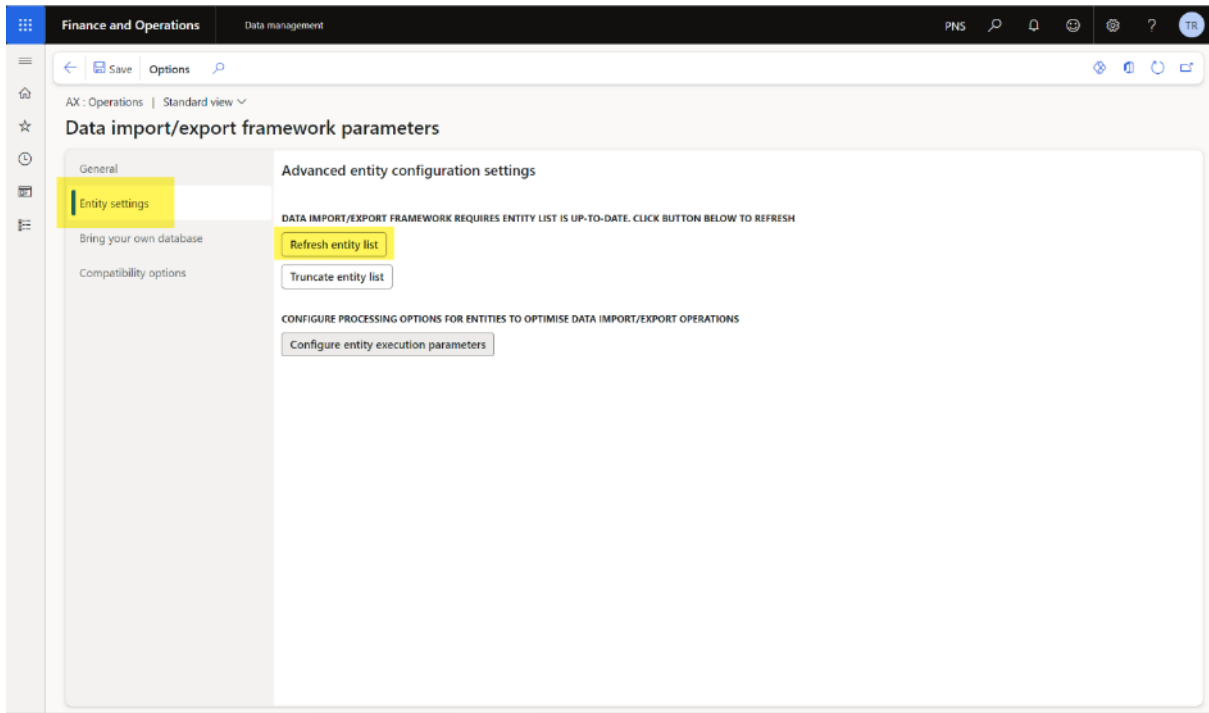 Finance and Operations Data management PNS ? TR
Save Options
AX : Operations | Standard view
Data import/export framework parameters
General
Entity settings
Bring your own database
Compatibility options
Advanced entity configuration settings
DATA IMPORT/EXPORT FRAMEWORK REQUIRES ENTITY LIST IS UP-TO-DATE. CLICK BUTTON BELOW TO REFRESH
Refresh entity list
Truncate entity list
CONFIGURE PROCESSING OPTIONS FOR ENTITIES TO OPTIMISE DATA IMPORT/EXPORT OPERATIONS
Configure entity execution parameters